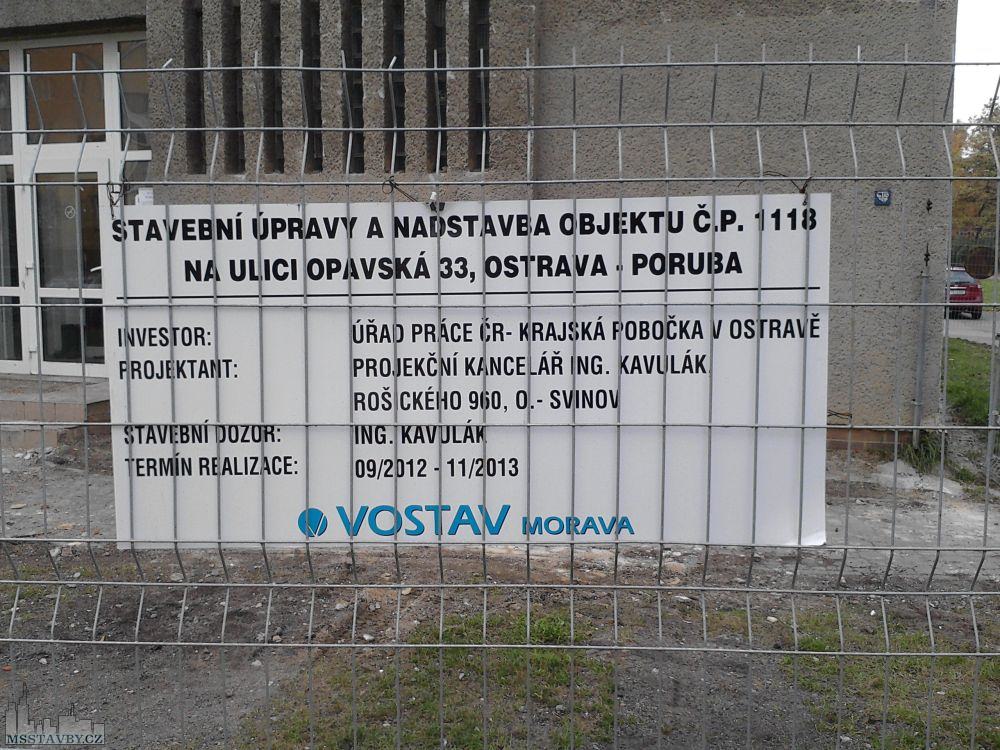 STAVEBNÍ ÚPRAVY A NADSTAVBA OBJEKTU Č.P. 1118
NA ULICI OPAVSKÁ 33, OSTRAVA - PORUBA
INVESTOR: ÚŘAD PRÁCE ČR- KRAJSKÁ POBOČKA V OSTRAVĚ
PROJEKTANT: PROJEKČNÍ KANCELÁŘ ING. KAVULÁK,
ROŠICKÉHO 960, O.- SVINOV
STAVEBNÍ DOZOR: ING. KAVULÁK
TERMÍN REALIZACE: 09/2012 - 11/2013
VOSTAV MORAVA
MSSTAVBY.CZ